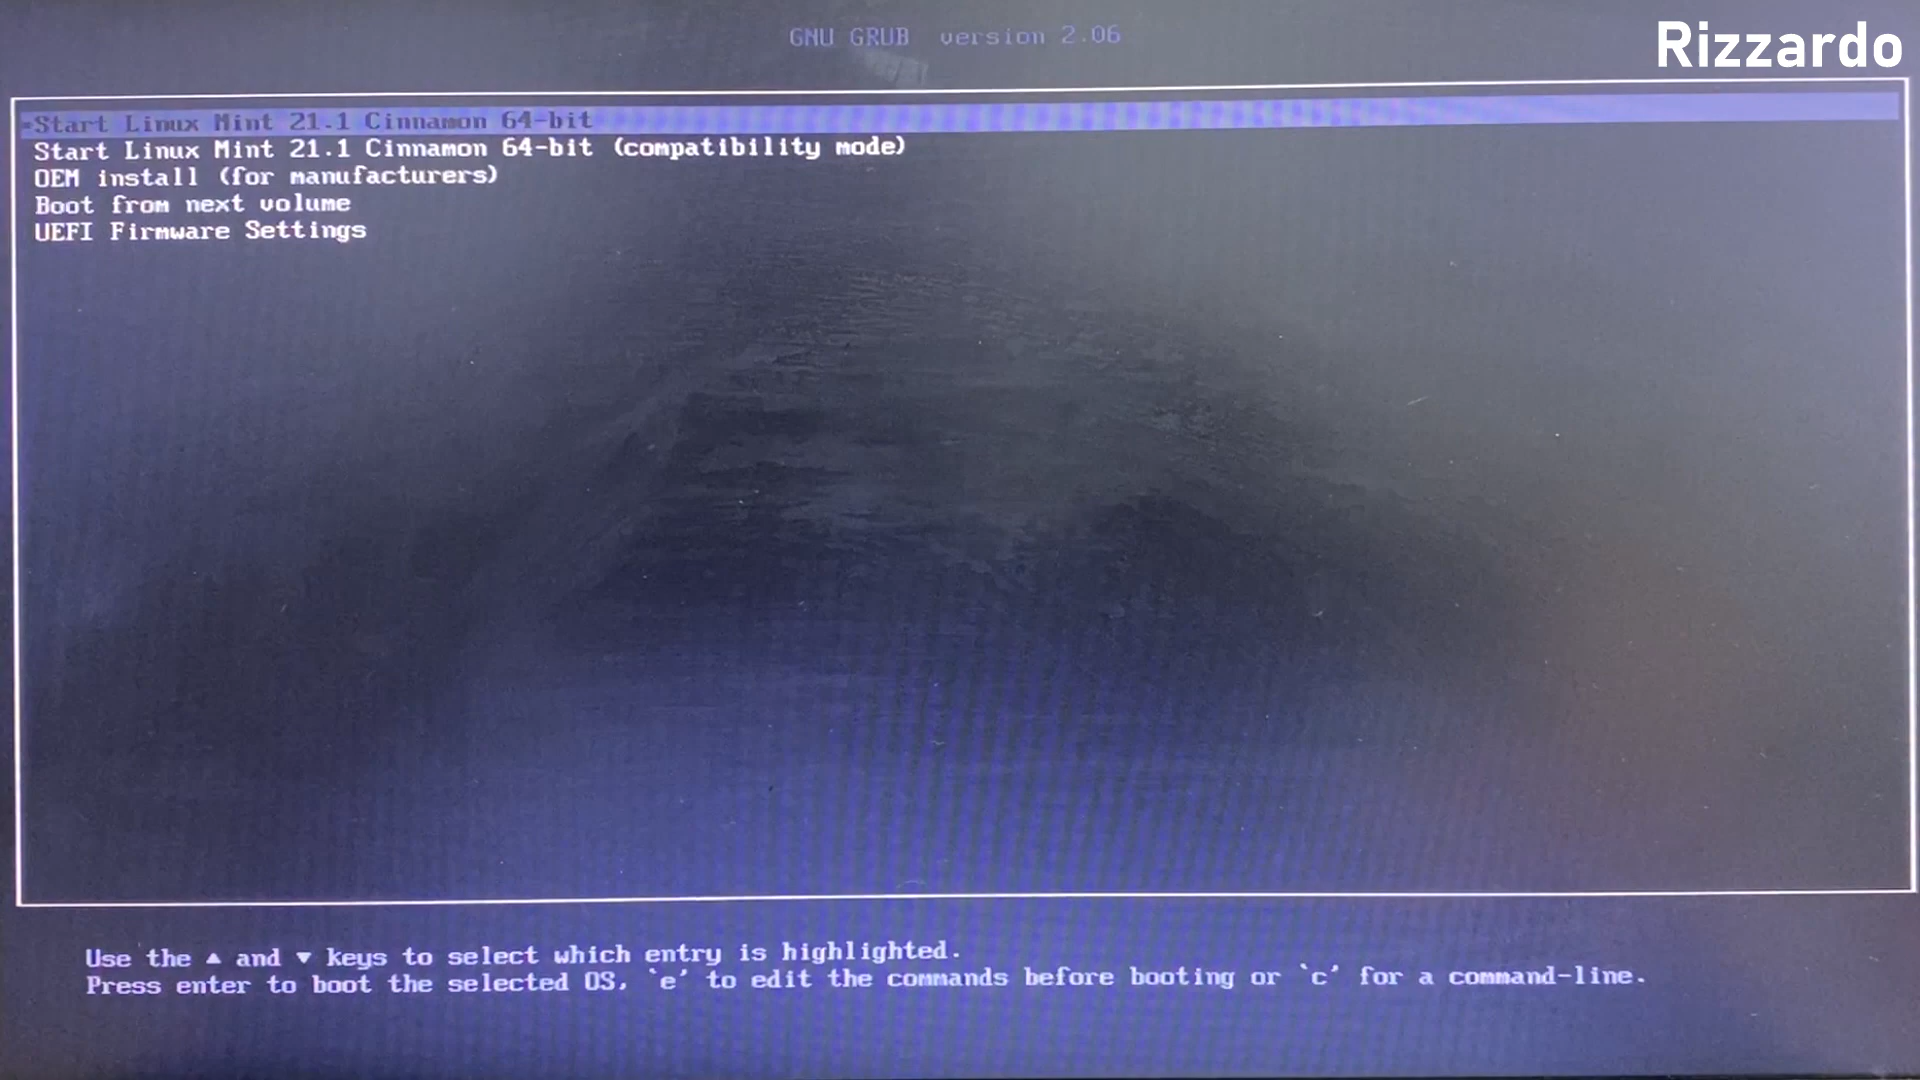 GNU GRUB version 2.06
Rizzardo
*Start Linux Mint 21.1 Cinnamon 64-bit
Start Linux Mint 21.1 Cinnamon 64-bit (compatibility mode)
OEM install (for manufacturers)
Boot from next volume
UEFI Firmware Settings
Use the ▲ and ▼ keys to select which entry is highlighted.
Press enter to boot the selected OS, `e' to edit the commands before booting or `c' for a command-line.